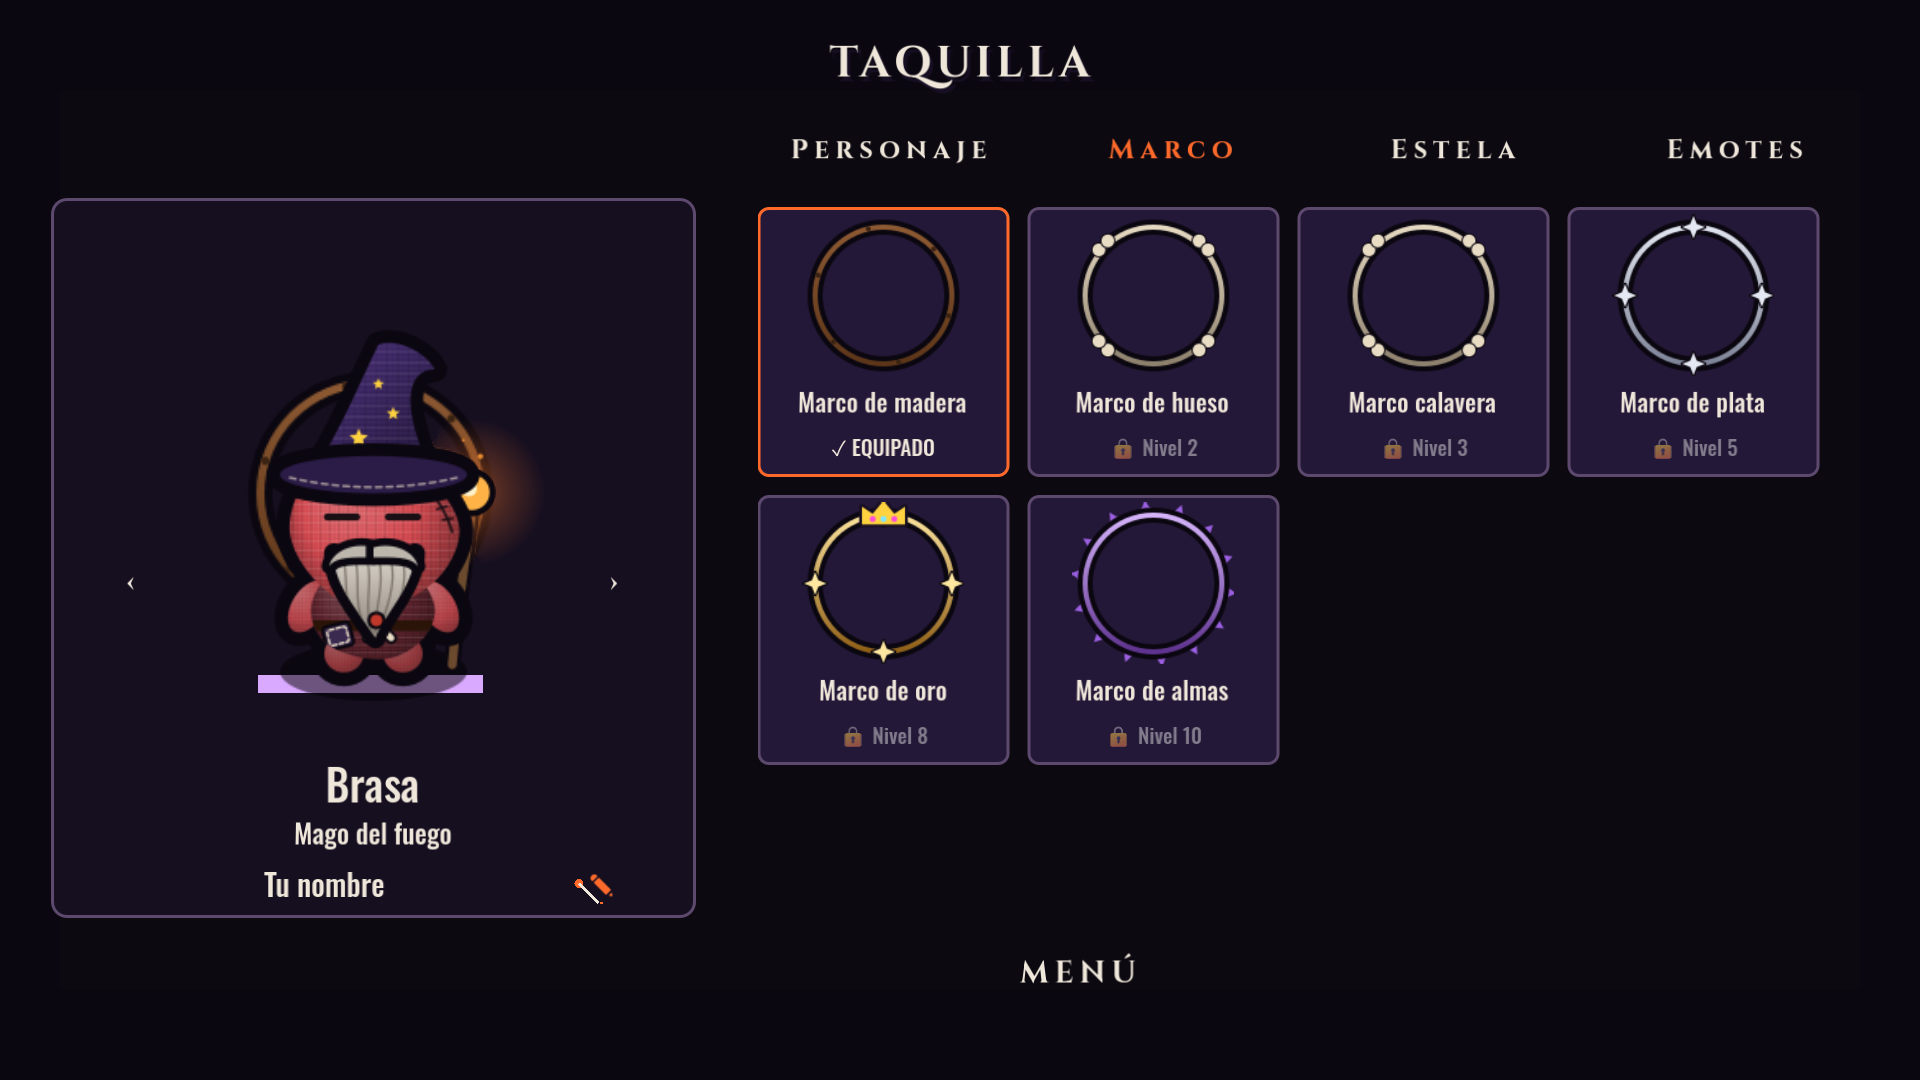 TAQUILLA
PERSONAJE
MARCO
ESTELA
EMOTES
Marco de madera
✓ EQUIPADO
Marco de hueso
Nivel 2
Marco calavera
Nivel 3
Marco de plata
Nivel 5
Marco de oro
Nivel 8
Marco de almas
Nivel 10
‹
›
Brasa
Mago del fuego
Tu nombre
MENÚ